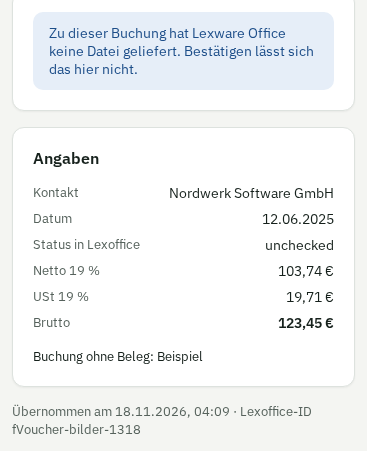 Zu dieser Buchung hat Lexware Office
keine Datei geliefert. Bestätigen lässt sich
das hier nicht.
Angaben
Kontakt Nordwerk Software GmbH
Datum 12.06.2025
Status in Lexoffice unchecked
Netto 19 % 103,74 €
USt 19 % 19,71 €
Brutto 123,45 €
Buchung ohne Beleg: Beispiel
Übernommen am 18.11.2026, 04:09 · Lexoffice-ID
fVoucher-bilder-1318